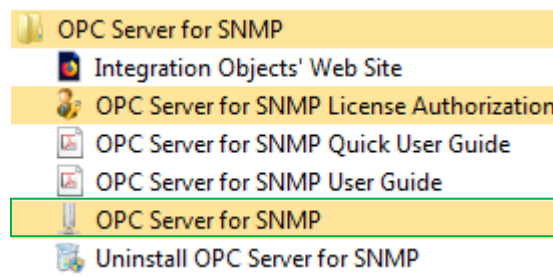 OPC Server for SNMP
Integration Objects' Web Site
OPC Server for SNMP License Authorization
OPC Server for SNMP Quick User Guide
OPC Server for SNMP User Guide
OPC Server for SNMP
Uninstall OPC Server for SNMP